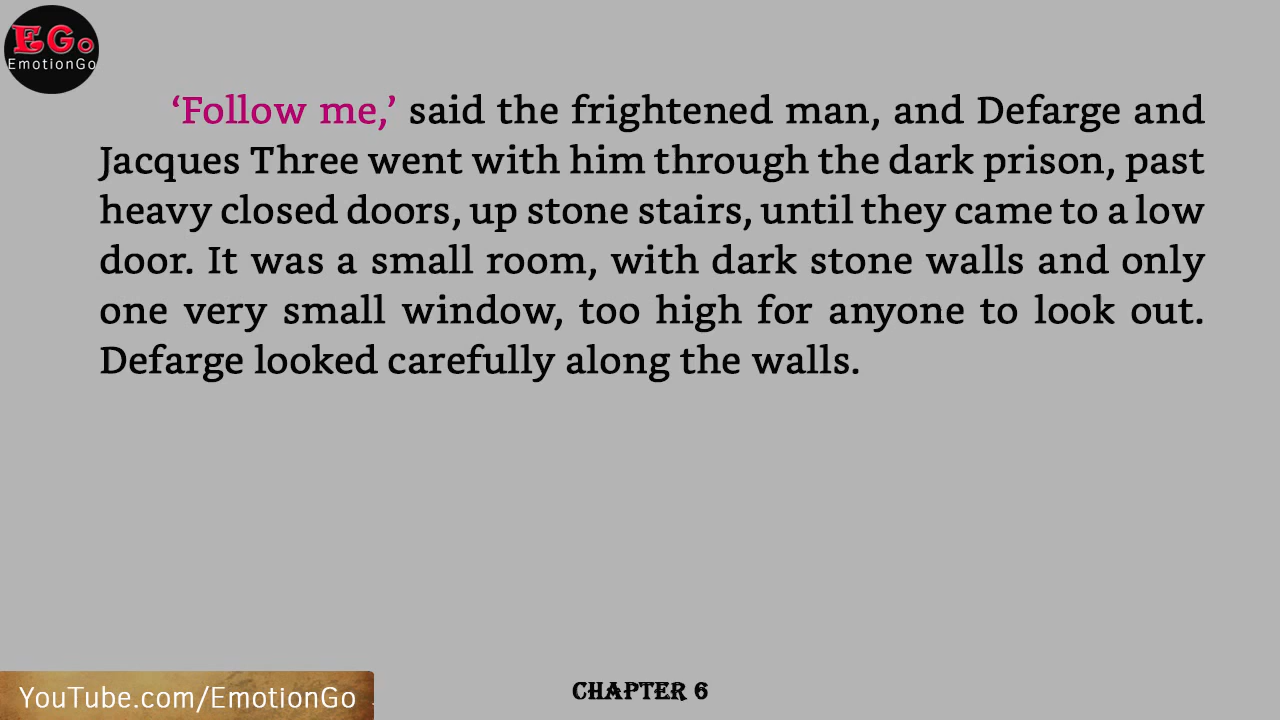 EGo
EmotionGo
‘Follow me,’ said the frightened man, and Defarge and
Jacques Three went with him through the dark prison, past
heavy closed doors, up stone stairs, until they came to a low
door. It was a small room, with dark stone walls and only
one very small window, too high for anyone to look out.
Defarge looked carefully along the walls.
YouTube.com/EmotionGo
CHAPTER 6